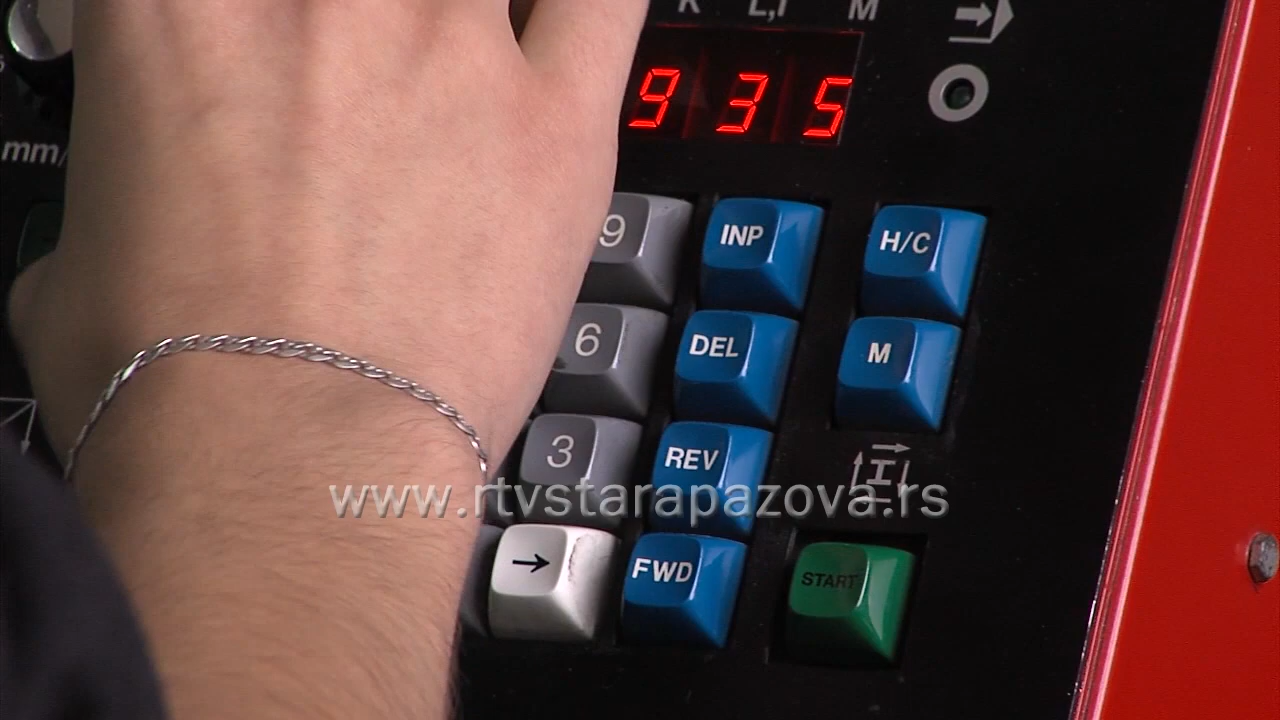 K L,F M
935
mm/
9 INP H/C
6 DEL M
3 REV
www.rtvstarapazova.rs
→ FWD START